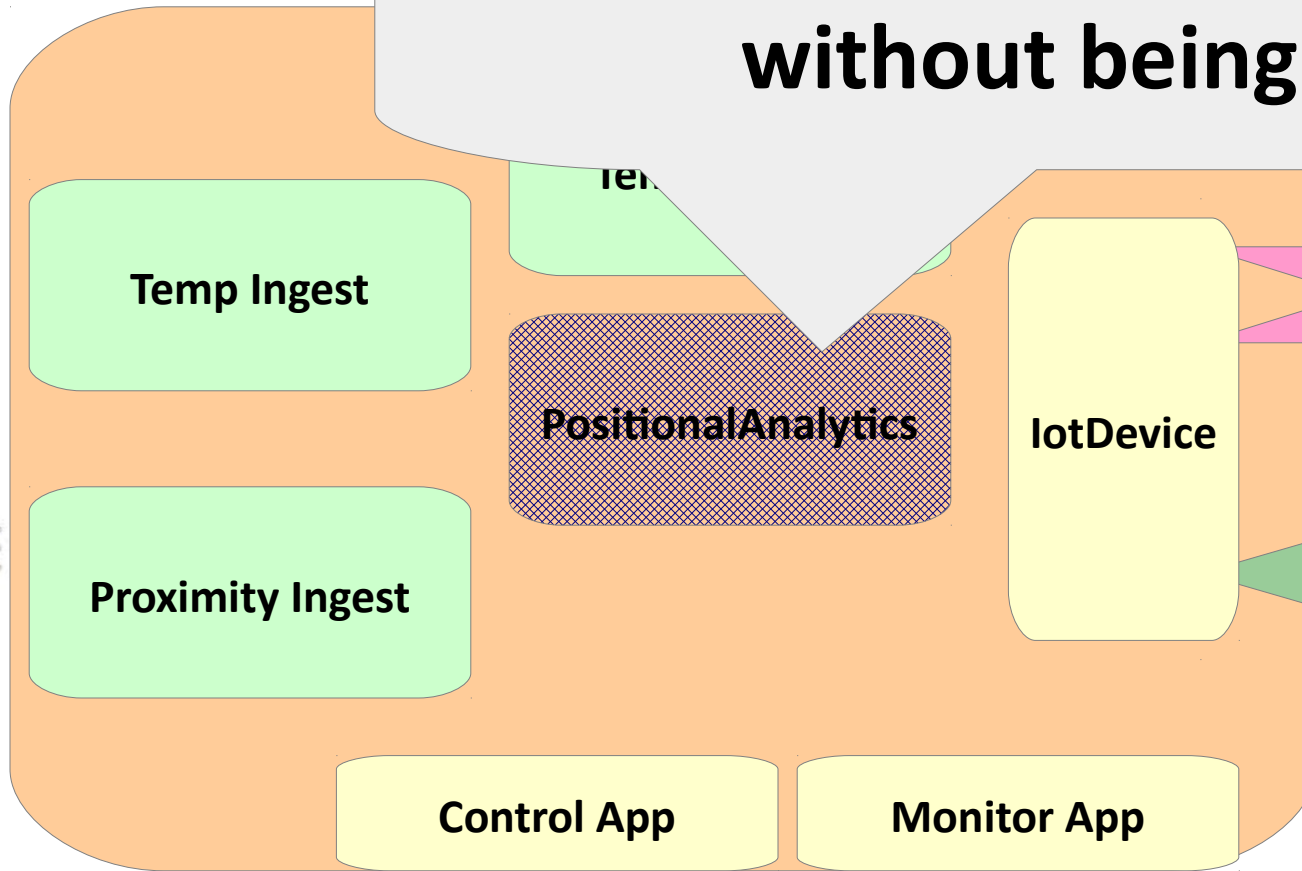 without being
Temp Ingest
PositionalAnalytics
IotDevice
Proximity Ingest
Control App
Monitor App